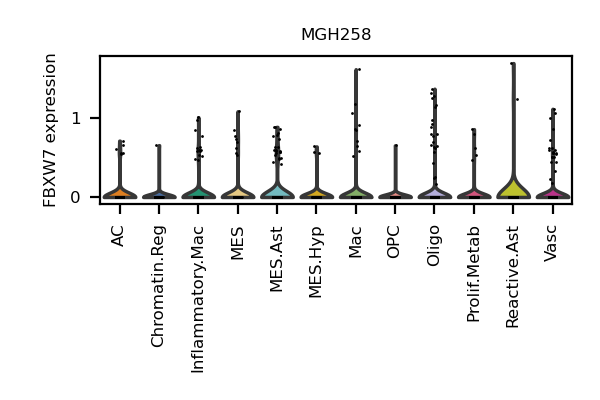 MGH258
FBXW7 expression
1
0
AC
Chromatin.Reg
Inflammatory.Mac
MES
MES.Ast
MES.Hyp
Mac
OPC
Oligo
Prolif.Metab
Reactive.Ast
Vasc